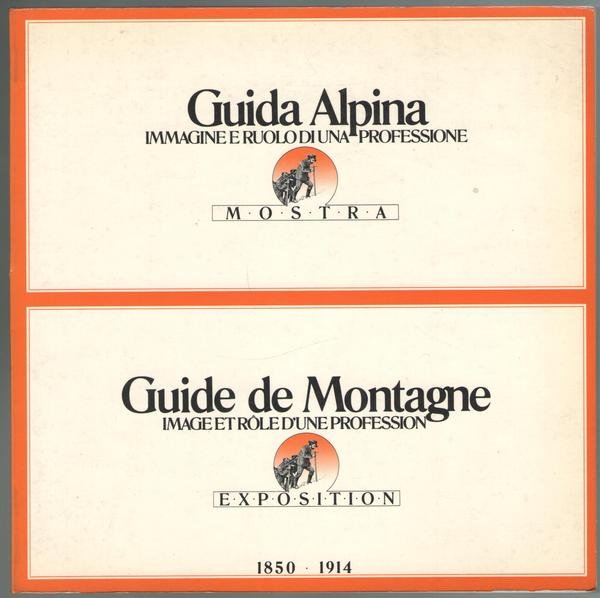 Guida Alpina
IMMAGINE E RUOLO DI UNA PROFESSIONE
M·O·S·T·R·A
Guide de Montagne
IMAGE ET RÔLE D'UNE PROFESSION
E·X·P·O·S·I·T·I·O·N
1850 · 1914